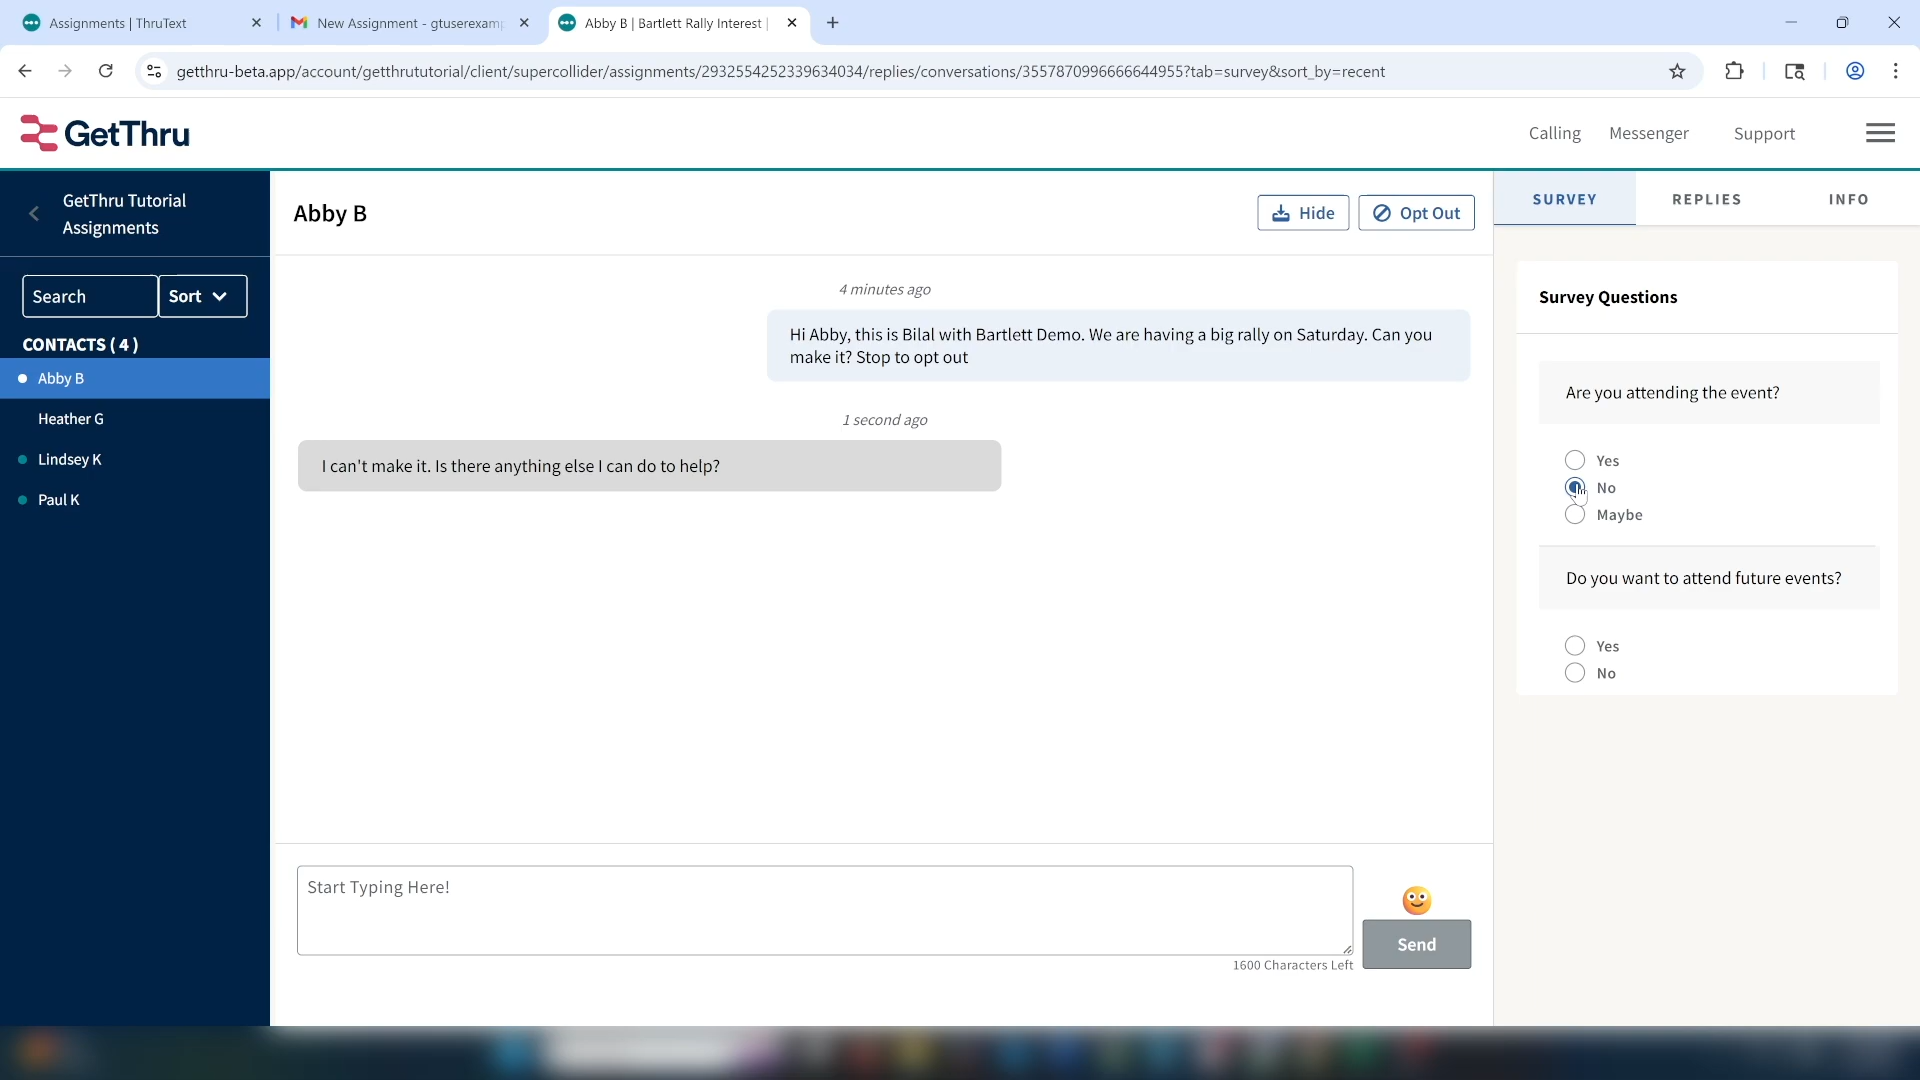 Assignments | ThruText
New Assignment - gtuserexamp
Abby B | Bartlett Rally Interest |
getthru-beta.app/account/getthrututorial/client/supercollider/assignments/2932554252339634034/replies/conversations/3557870996666644955?tab=survey&sort_by=recent
GetThru
Calling
Messenger
Support
GetThru Tutorial
Assignments
Search
Sort
CONTACTS ( 4 )
Abby B
Heather G
Lindsey K
Paul K
Abby B
Hide
Opt Out
4 minutes ago
Hi Abby, this is Bilal with Bartlett Demo. We are having a big rally on Saturday. Can you
make it? Stop to opt out
1 second ago
I can't make it. Is there anything else I can do to help?
Start Typing Here!
1600 Characters Left
Send
SURVEY
REPLIES
INFO
Survey Questions
Are you attending the event?
Yes
No
Maybe
Do you want to attend future events?
Yes
No